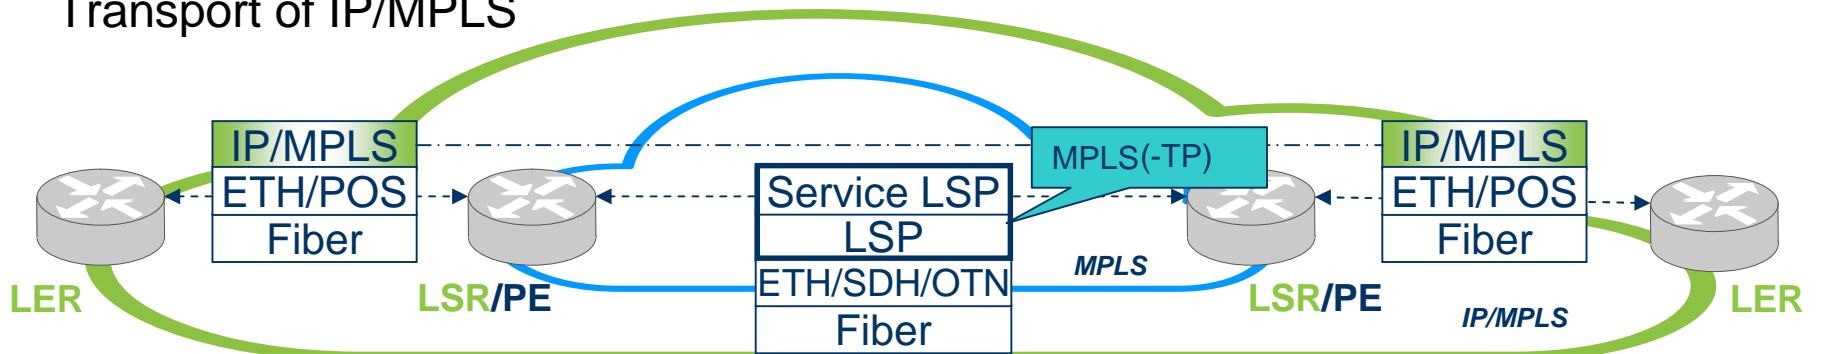 Transport of IP/MPLS
IP/MPLS
ETH/POS
Fiber
MPLS(-TP)
Service LSP
LSP
ETH/SDH/OTN
Fiber
IP/MPLS
ETH/POS
Fiber
MPLS
LER
LSR/PE
LSR/PE
IP/MPLS
LER